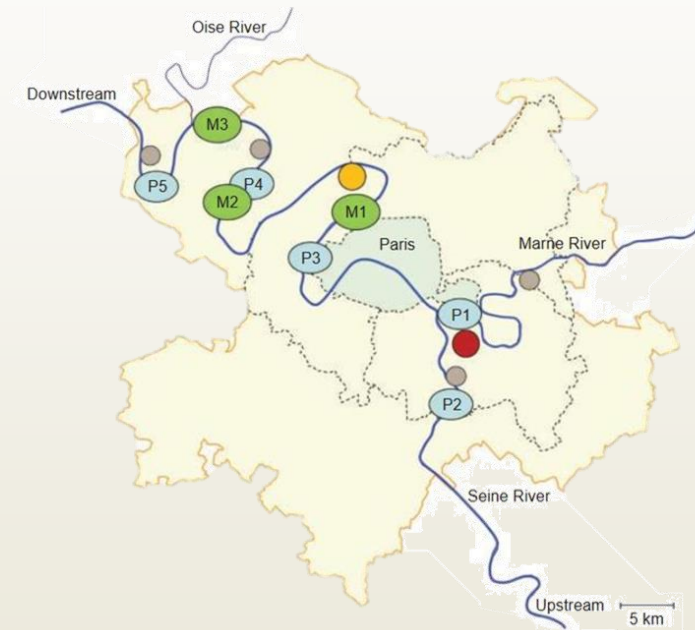 Oise River
Downstream
M3
P5
P4
M2
M1
P3
Paris
Marne River
P1
P2
Seine River
Upstream
5 km